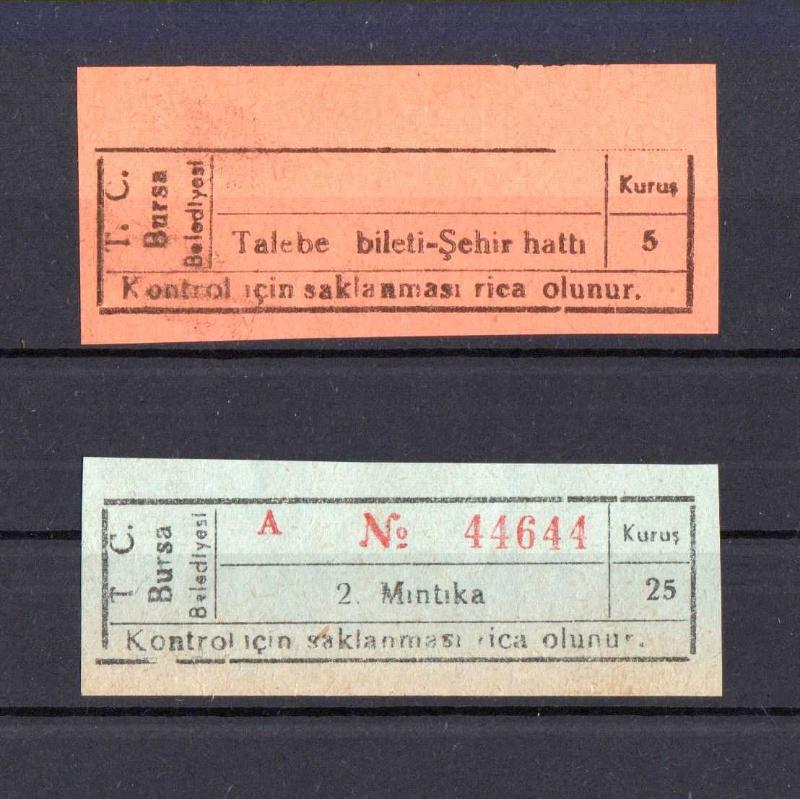 T. C.
Bursa
Belediyesi
Kuruş
Talebe bileti-Şehir hattı
5
Kontrol için saklanması rica olunur.
T. C.
Bursa
Belediyesi
A № 44644
Kuruş
2. Mıntıka
25
Kontrol için saklanması rica olunur.